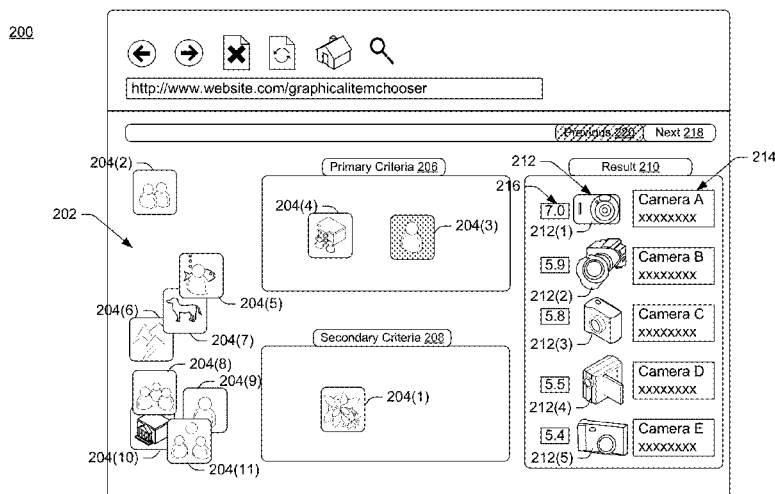 200
http://www.website.com/graphicalitemchooser
Previous 220 Next 218
204(2)
202
Primary Criteria 206
204(4)
204(3)
204(5)
204(6)
204(7)
204(8)
204(9)
204(10)
204(11)
Secondary Criteria 208
204(1)
Result 210
212
214
216
7.0
212(1)
Camera A
xxxxxxxx
5.9
212(2)
Camera B
xxxxxxxx
5.8
212(3)
Camera C
xxxxxxxx
5.5
212(4)
Camera D
xxxxxxxx
5.4
212(5)
Camera E
xxxxxxxx